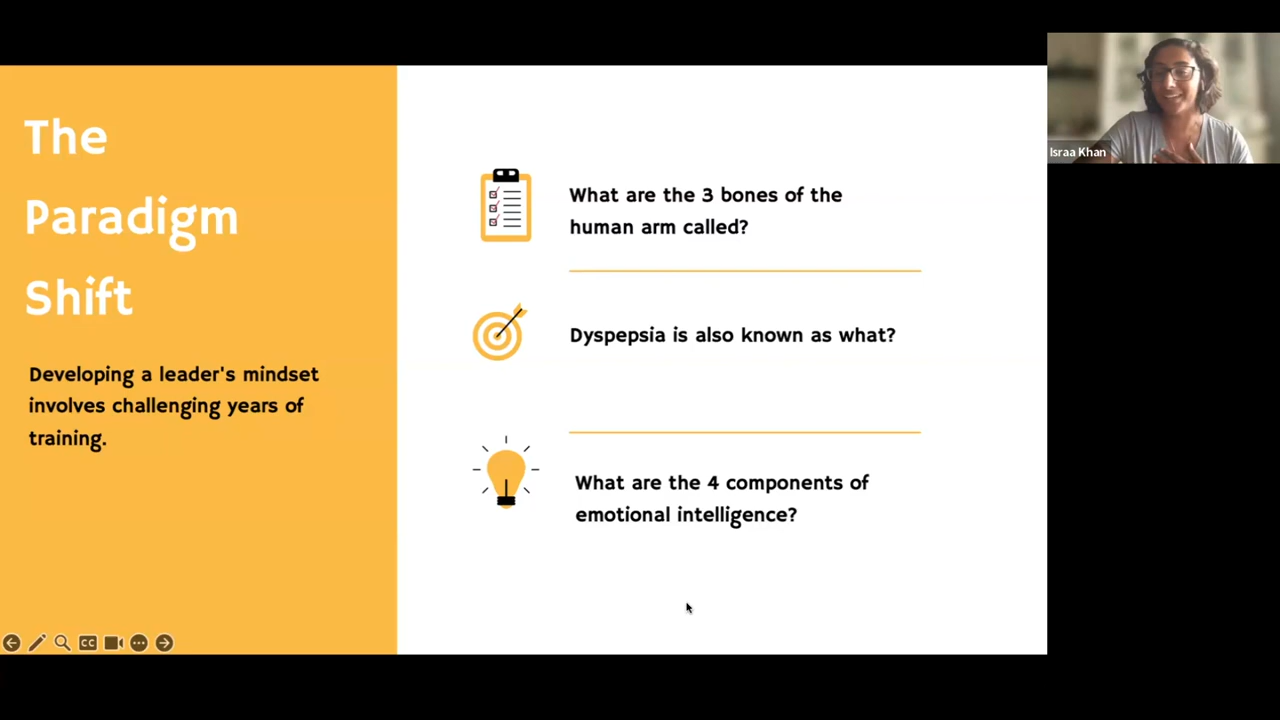 The
Paradigm
Shift
Developing a leader's mindset
involves challenging years of
training.
What are the 3 bones of the
human arm called?
Dyspepsia is also known as what?
What are the 4 components of
emotional intelligence?
Israa Khan
CC